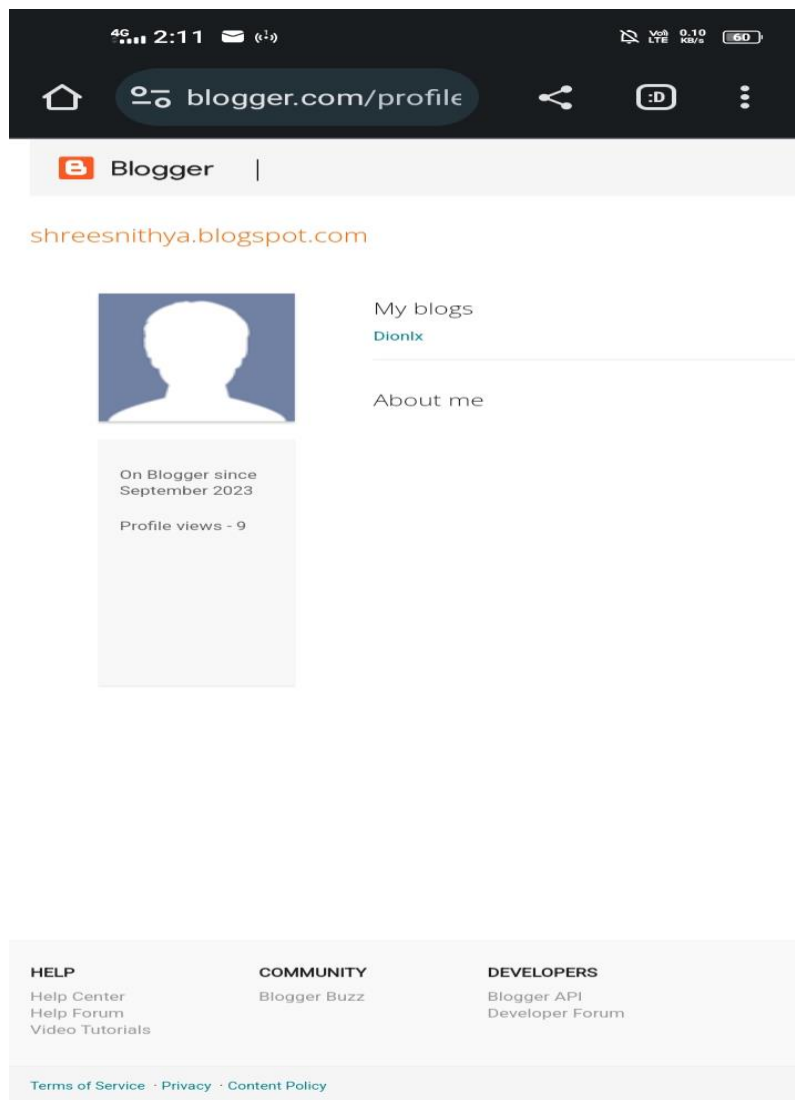 4G 2:11 Vo)) LTE 0.10 KB/s 60
blogger.com/profile :D
Blogger |
shreesnithya.blogspot.com
My blogs
Dionlx
About me
On Blogger since
September 2023
Profile views - 9
HELP
Help Center
Help Forum
Video Tutorials
COMMUNITY
Blogger Buzz
DEVELOPERS
Blogger API
Developer Forum
Terms of Service · Privacy · Content Policy